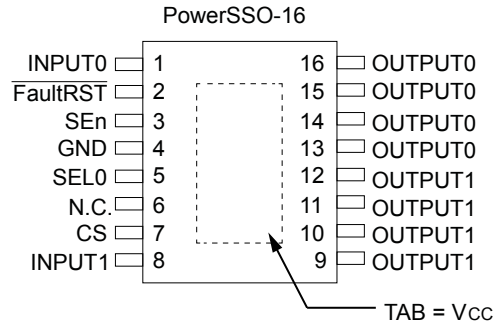 PowerSSO-16
INPUT0 1 16 OUTPUT0
FaultRST 2 15 OUTPUT0
SEn 3 14 OUTPUT0
GND 4 13 OUTPUT0
SEL0 5 12 OUTPUT1
N.C. 6 11 OUTPUT1
CS 7 10 OUTPUT1
INPUT1 8 9 OUTPUT1
TAB = VCC